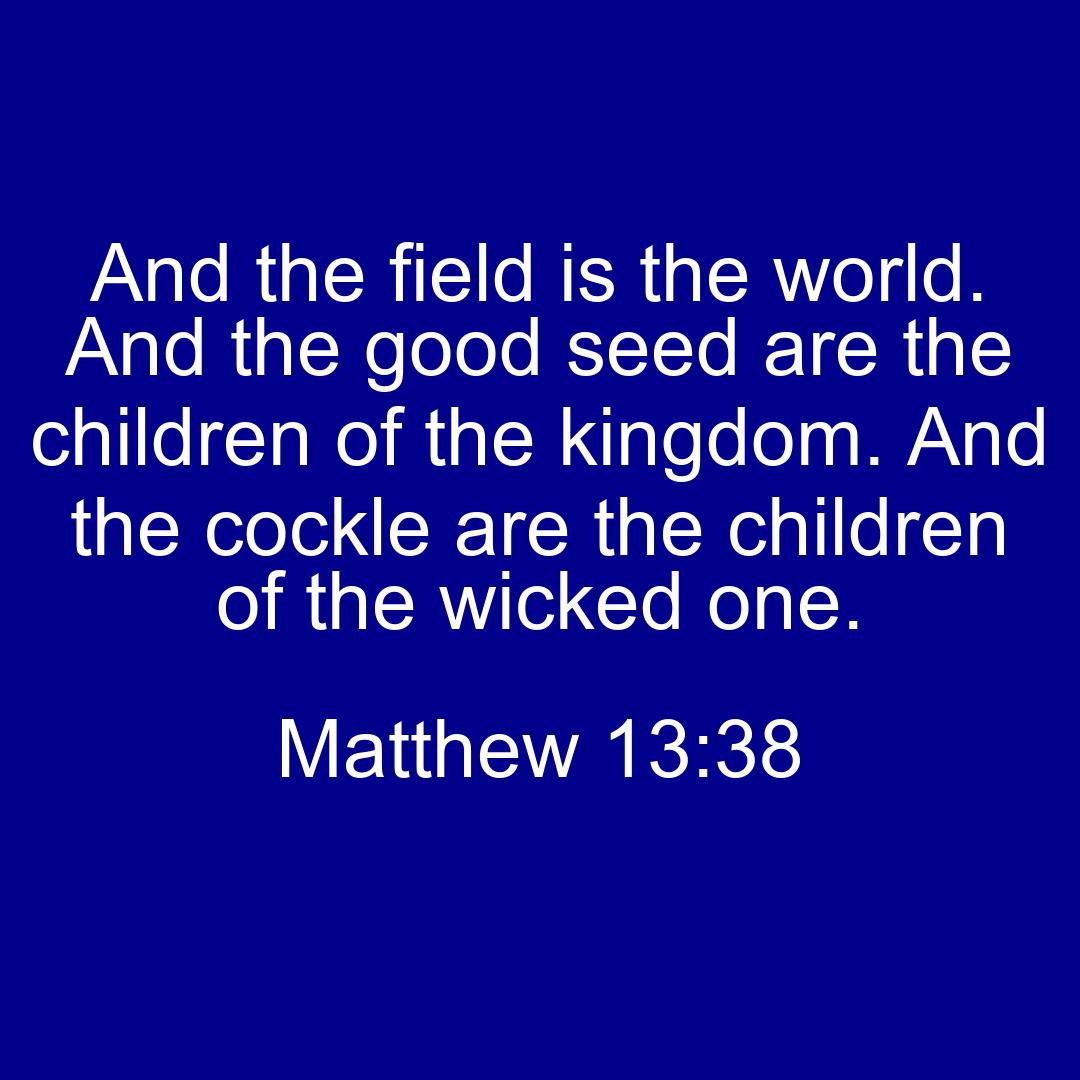 And the field is the world.
And the good seed are the
children of the kingdom. And
the cockle are the children
of the wicked one.
Matthew 13:38